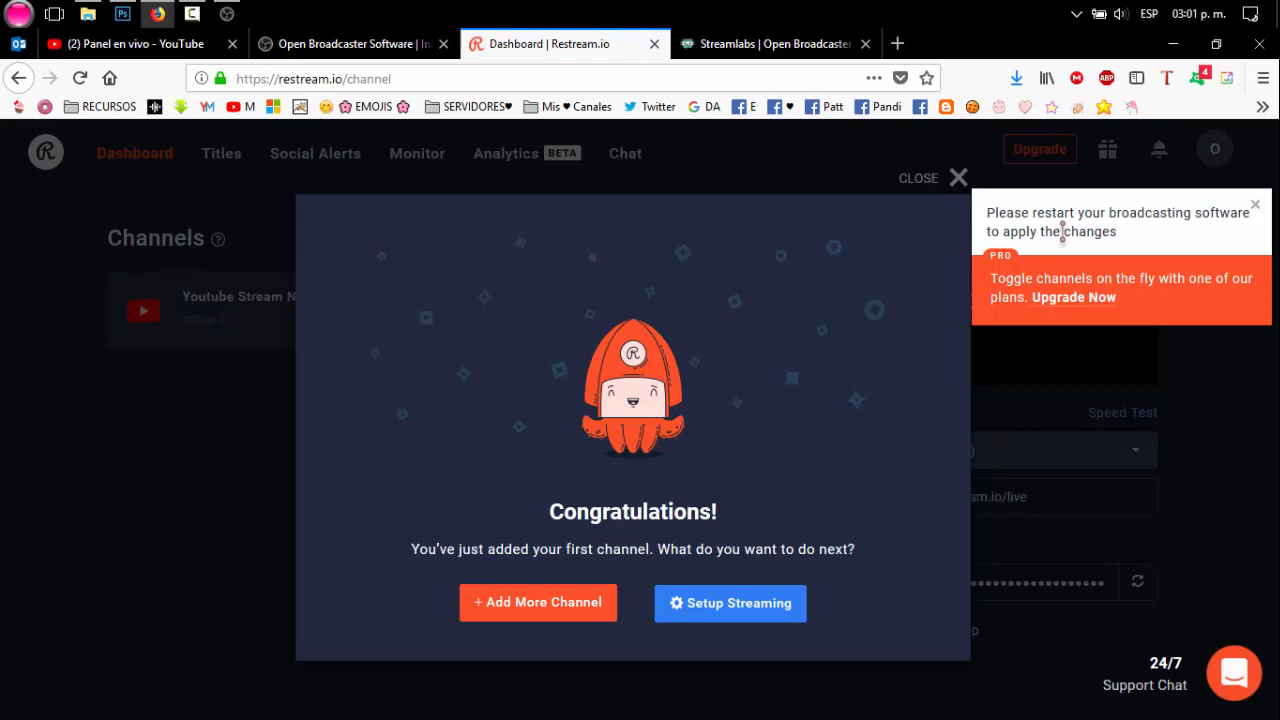 ESP 03:01 p. m.
(2) Panel en vivo - YouTube
Open Broadcaster Software | In
Dashboard | Restream.io
Streamlabs | Open Broadcaster
https://restream.io/channel
4
ABP
RECURSOS
M
EMOJIS
SERVIDORES♥
Mis ♥ Canales
Twitter
DA
E
♥
Patt
Pandi
Dashboard
Titles
Social Alerts
Monitor
Analytics BETA
Chat
Upgrade
O
CLOSE
Please restart your broadcasting software
to apply the changes
PRO
Toggle channels on the fly with one of our
plans. Upgrade Now
Channels
Youtube Stream N
Offline
Speed Test
am.io/live
Congratulations!
You've just added your first channel. What do you want to do next?
+ Add More Channel
Setup Streaming
p
24/7
Support Chat